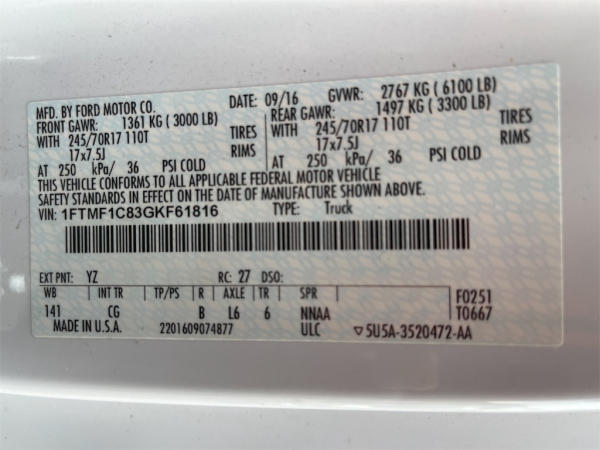 MFD. BY FORD MOTOR CO.
DATE: 09/16 GVWR: 2767 KG ( 6100 LB)
FRONT GAWR: 1361 KG ( 3000 LB)
REAR GAWR: 1497 KG ( 3300 LB)
WITH 245/70R17 110T TIRES
WITH 245/70R17 110T TIRES
17x7.5J RIMS
17x7.5J RIMS
AT 250 kPa/ 36 PSI COLD
AT 250 kPa/ 36 PSI COLD
THIS VEHICLE CONFORMS TO ALL APPLICABLE FEDERAL MOTOR VEHICLE
SAFETY STANDARDS IN EFFECT ON THE DATE OF MANUFACTURE SHOWN ABOVE.
VIN: 1FTMF1C83GKF61816 TYPE: Truck
EXT PNT: YZ RC: 27 DSO:
WB INT TR TP/PS R AXLE TR SPR F0251
141 CG B L6 6 NNAA T0667
MADE IN U.S.A. 2201609074877 ULC ▽5U5A-3520472-AA